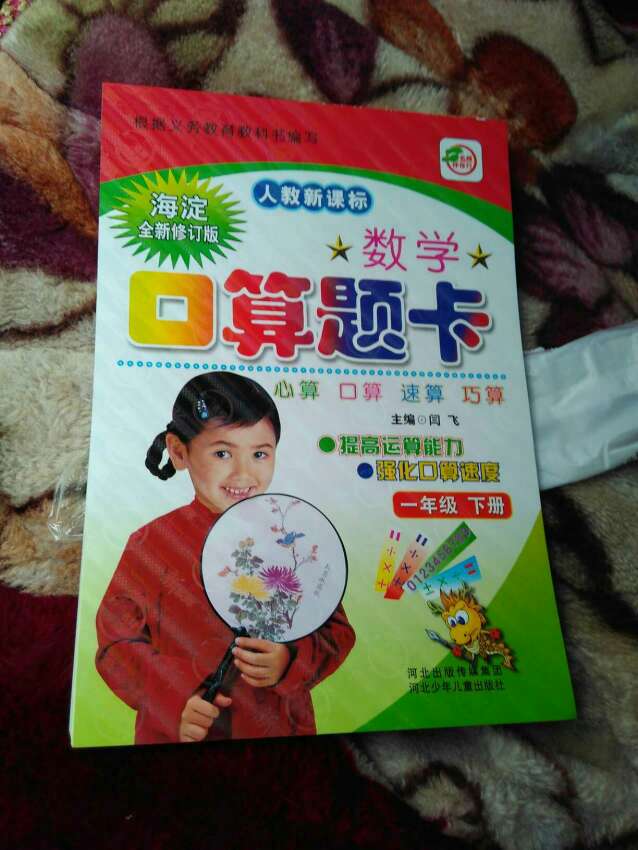 根据义务教育教科书编写
海淀
全新修订版
人教新课标
数学
口算题卡
心算 口算 速算 巧算
主编 闫飞
提高运算能力
强化口算速度
一年级 下册
0123456789
河北出版传媒集团
河北少年儿童出版社